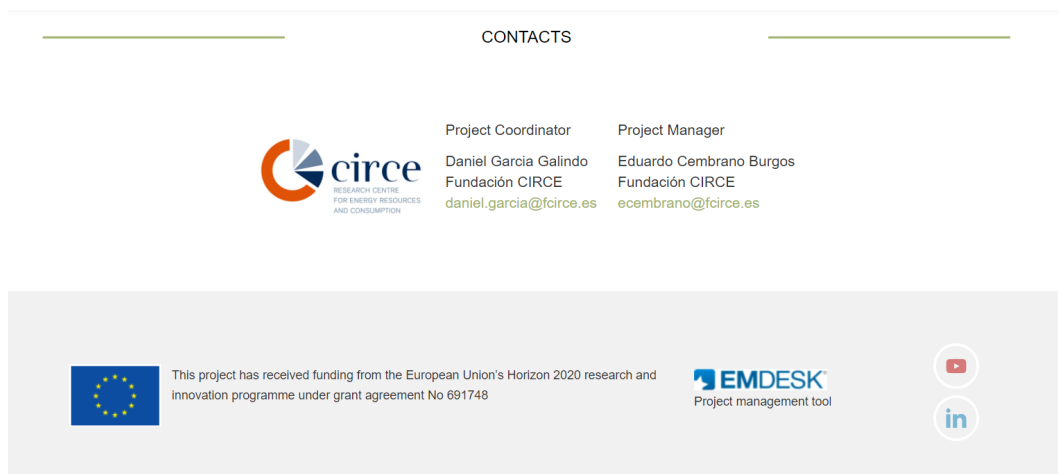 CONTACTS
circe
RESEARCH CENTRE
FOR ENERGY RESOURCES
AND CONSUMPTION
Project Coordinator
Daniel Garcia Galindo
Fundación CIRCE
daniel.garcia@fcirce.es
Project Manager
Eduardo Cembrano Burgos
Fundación CIRCE
ecembrano@fcirce.es
This project has received funding from the European Union's Horizon 2020 research and
innovation programme under grant agreement No 691748
EMDESK
Project management tool
in